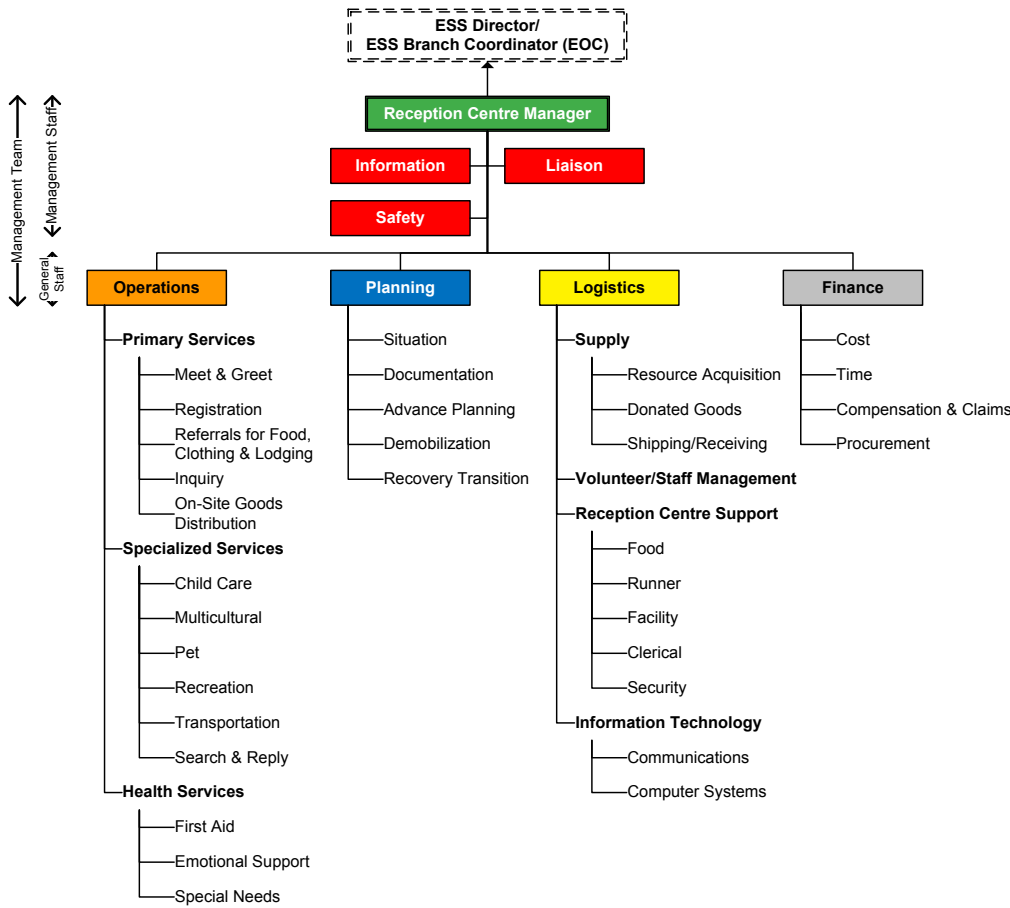 ESS Director/
ESS Branch Coordinator (EOC)
Management Team
Management Staff
Reception Centre Manager
Information
Liaison
Safety
General
Staff
Operations
Planning
Logistics
Finance
Primary Services
Meet & Greet
Registration
Referrals for Food,
Clothing & Lodging
Inquiry
On-Site Goods
Distribution
Specialized Services
Child Care
Multicultural
Pet
Recreation
Transportation
Search & Reply
Health Services
First Aid
Emotional Support
Special Needs
Situation
Documentation
Advance Planning
Demobilization
Recovery Transition
Supply
Resource Acquisition
Donated Goods
Shipping/Receiving
Volunteer/Staff Management
Reception Centre Support
Food
Runner
Facility
Clerical
Security
Information Technology
Communications
Computer Systems
Cost
Time
Compensation & Claims
Procurement